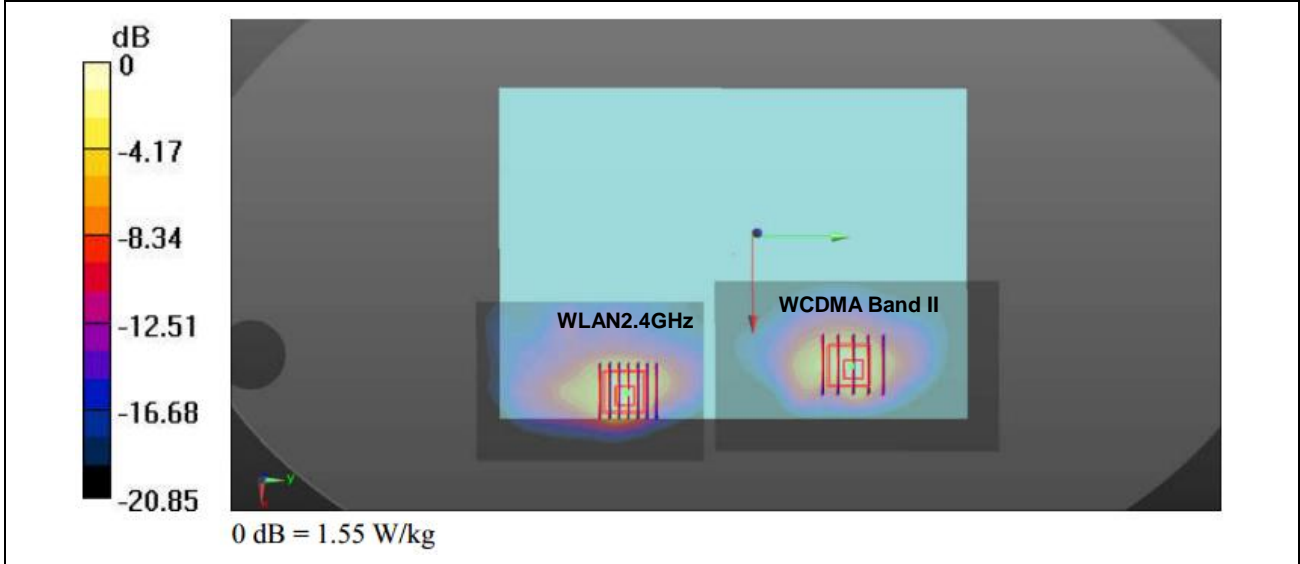 dB
0
-4.17
-8.34
-12.51
-16.68
-20.85
WLAN2.4GHz
WCDMA Band II
y
0 dB = 1.55 W/kg